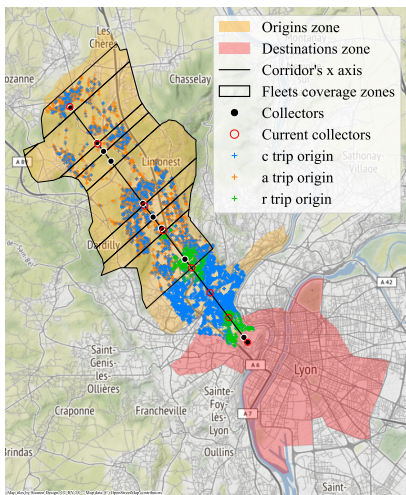 Origins zone
Destinations zone
Corridor's x axis
Fleets coverage zones
Collectors
Current collectors
c trip origin
a trip origin
r trip origin
Les
Chères
Chasselay
Limonest
Dardilly
A 42
A 6
Lyon
A 7
Saint-
Genis-
les-
Ollières
Craponne
Francheville
Sainte-
Foy-
lès-
Lyon
Oullins
Brindas
Saint-